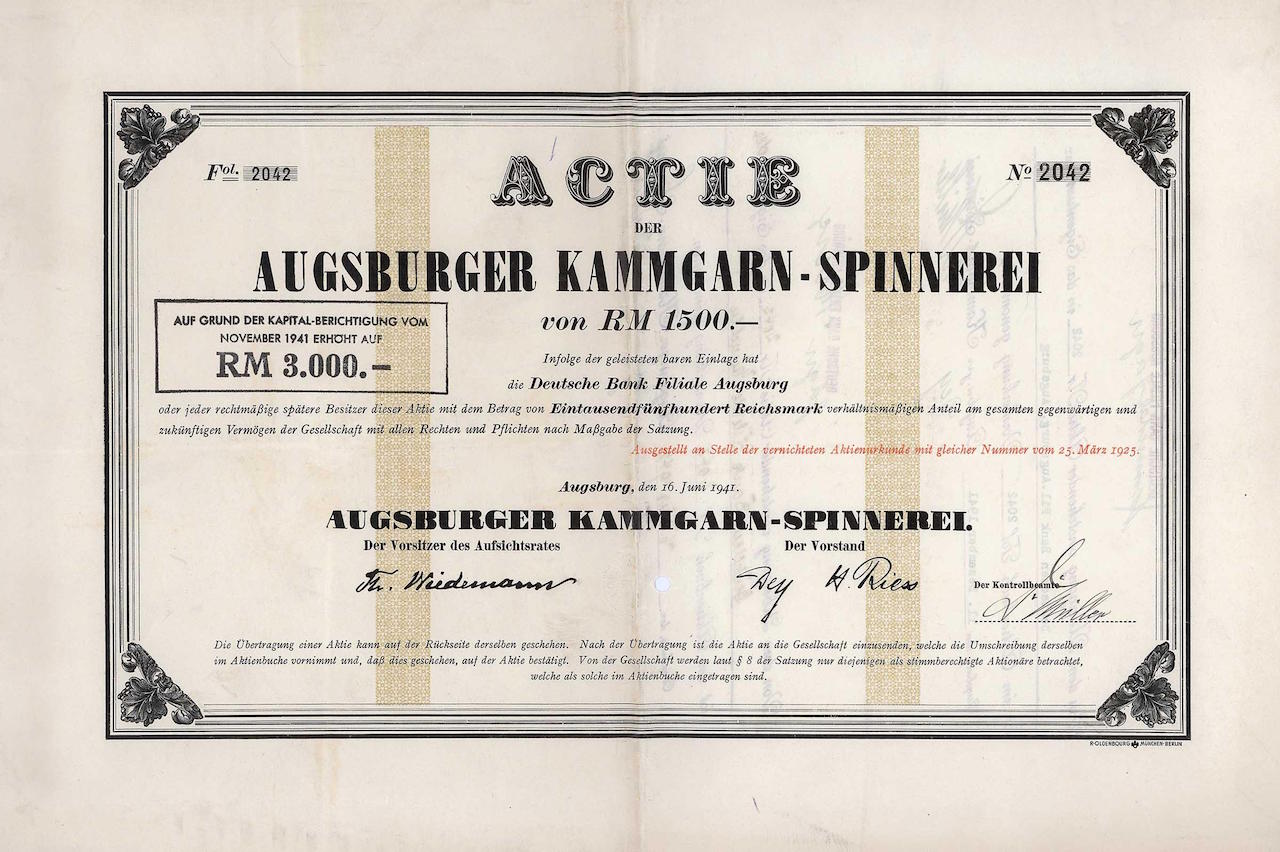 Fol. 2042
No 2042
ACTIE
DER
AUGSBURGER KAMMGARN-SPINNEREI
von RM 1500.—
AUF GRUND DER KAPITAL-BERICHTIGUNG VOM
NOVEMBER 1941 ERHÖHT AUF
RM 3.000.—
Infolge der geleisteten baren Einlage hat
die Deutsche Bank Filiale Augsburg
oder jeder rechtmäßige spätere Besitzer dieser Aktie mit dem Betrag von Eintausendfünfhundert Reichsmark verhältnismäßigen Anteil am gesamten gegenwärtigen und
zukünftigen Vermögen der Gesellschaft mit allen Rechten und Pflichten nach Maßgabe der Satzung.
Ausgestellt an Stelle der vernichteten Aktienurkunde mit gleicher Nummer vom 25. März 1925.
Augsburg, den 16. Juni 1941.
AUGSBURGER KAMMGARN-SPINNEREI.
Der Vorsitzer des Aufsichtsrates
Der Vorstand
Wiedemann
Dey H. Riess
Der Kontrollbeamte
Müller
Die Übertragung einer Aktie kann auf der Rückseite derselben geschehen. Nach der Übertragung ist die Aktie an die Gesellschaft einzusenden, welche die Umschreibung derselben
im Aktienbuche vornimmt und, daß dies geschehen, auf der Aktie bestätigt. Von der Gesellschaft werden laut § 8 der Satzung nur diejenigen als stimmberechtigte Aktionäre betrachtet,
welche als solche im Aktienbuche eingetragen sind.
R·OLDENBOURG MÜNCHEN·BERLIN